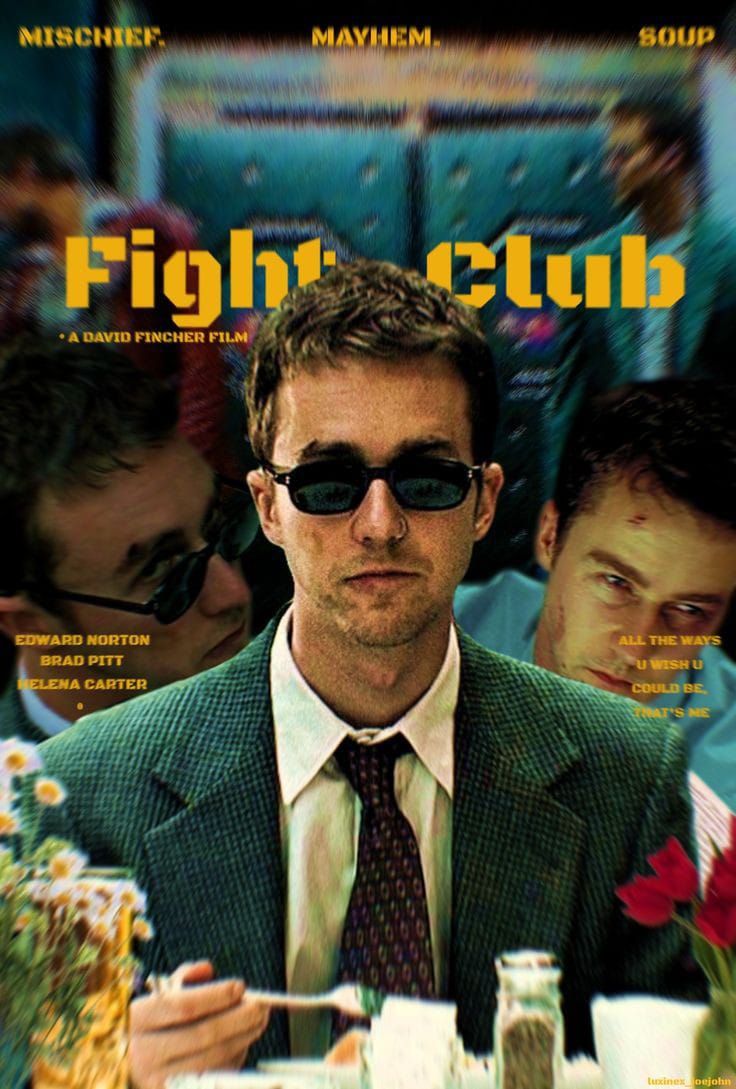 MISCHIEF. MAYHEM. SOUP
Fight Club
• A DAVID FINCHER FILM
EDWARD NORTON
BRAD PITT
HELENA CARTER
ALL THE WAYS
U WISH U
COULD BE,
THAT'S ME
luxinex_joejohn